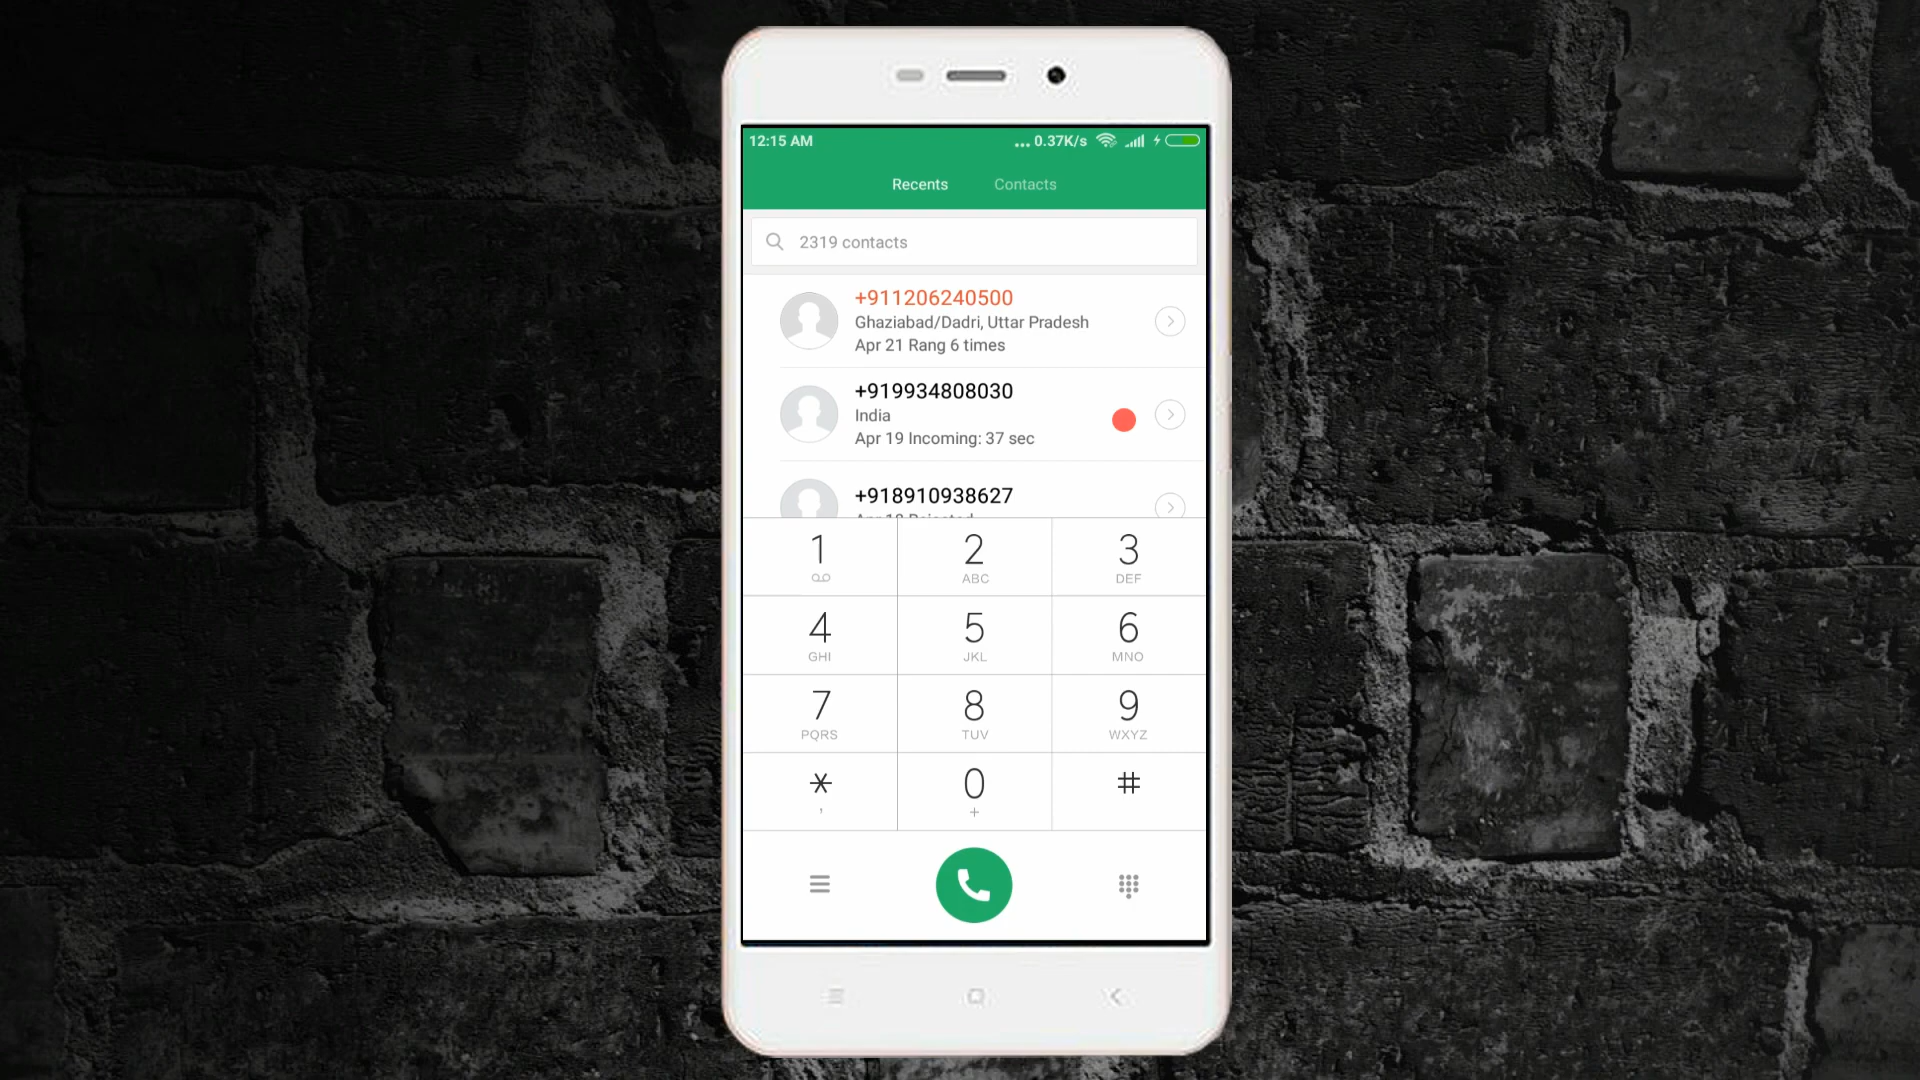 12:15 AM ... 0.37K/s
Recents Contacts
2319 contacts
+911206240500
Ghaziabad/Dadri, Uttar Pradesh
Apr 21 Rang 6 times
+919934808030
India
Apr 19 Incoming: 37 sec
+918910938627
1 2 3
ABC DEF
4 5 6
GHI JKL MNO
7 8 9
PQRS TUV WXYZ
* 0 #
, +